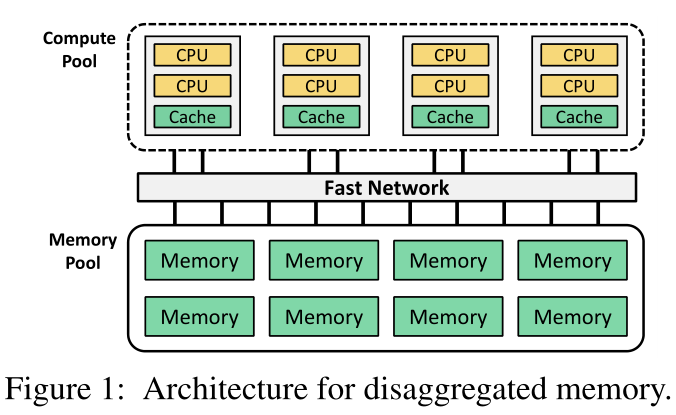 Compute
Pool
CPU CPU CPU CPU
CPU CPU CPU CPU
Cache Cache Cache Cache
Fast Network
Memory
Pool
Memory Memory Memory Memory
Memory Memory Memory Memory
Figure 1: Architecture for disaggregated memory.